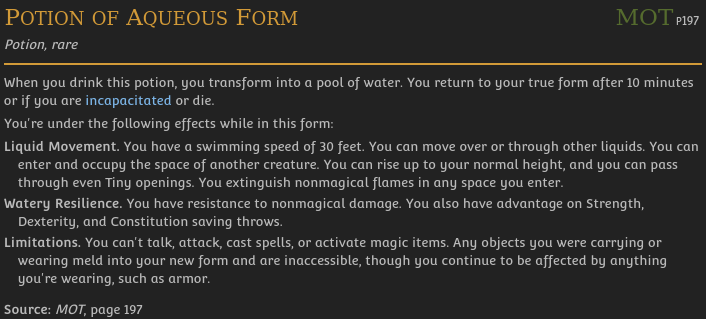 Potion of Aqueous Form MOT P197
Potion, rare
When you drink this potion, you transform into a pool of water. You return to your true form after 10 minutes
or if you are incapacitated or die.
You're under the following effects while in this form:
Liquid Movement. You have a swimming speed of 30 feet. You can move over or through other liquids. You can
enter and occupy the space of another creature. You can rise up to your normal height, and you can pass
through even Tiny openings. You extinguish nonmagical flames in any space you enter.
Watery Resilience. You have resistance to nonmagical damage. You also have advantage on Strength,
Dexterity, and Constitution saving throws.
Limitations. You can't talk, attack, cast spells, or activate magic items. Any objects you were carrying or
wearing meld into your new form and are inaccessible, though you continue to be affected by anything
you're wearing, such as armor.
Source: MOT, page 197